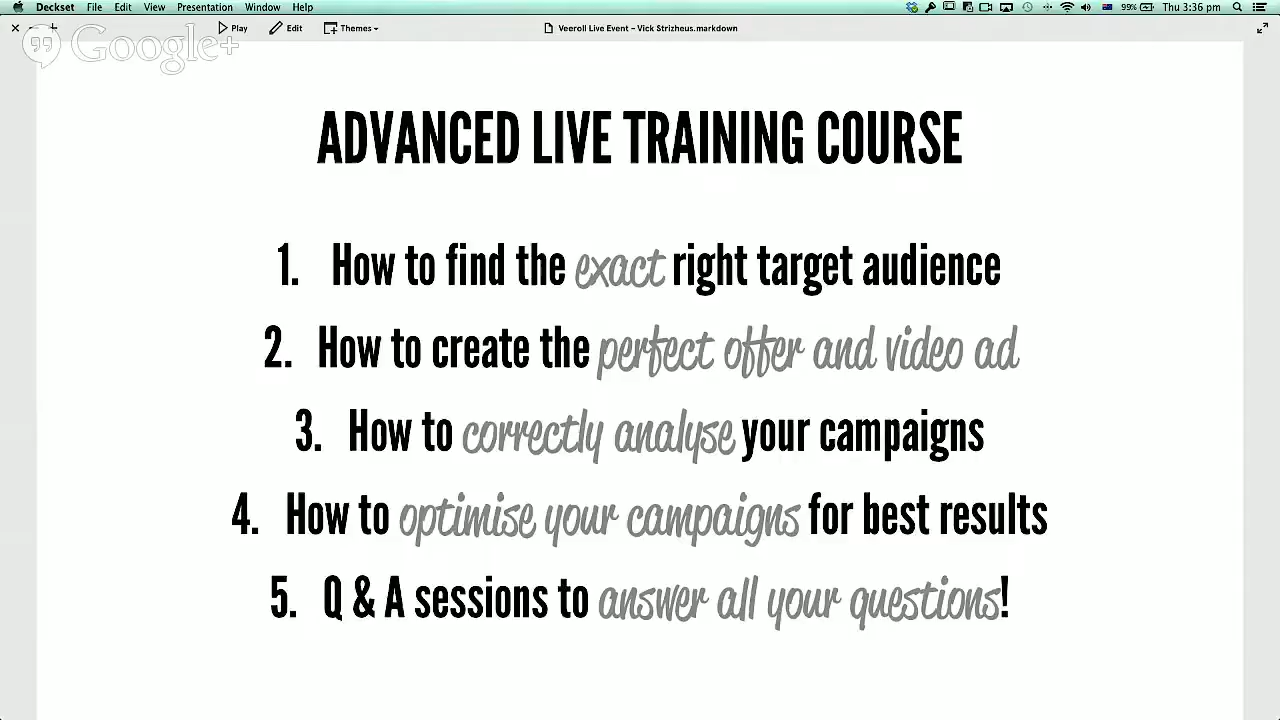 Deckset File Edit View Presentation Window Help 99% Thu 3:36 pm
Play Edit Themes Veeroll Live Event – Vick Strizheus.markdown
Google+
ADVANCED LIVE TRAINING COURSE
1. How to find the exact right target audience
2. How to create the perfect offer and video ad
3. How to correctly analyse your campaigns
4. How to optimise your campaigns for best results
5. Q & A sessions to answer all your questions!